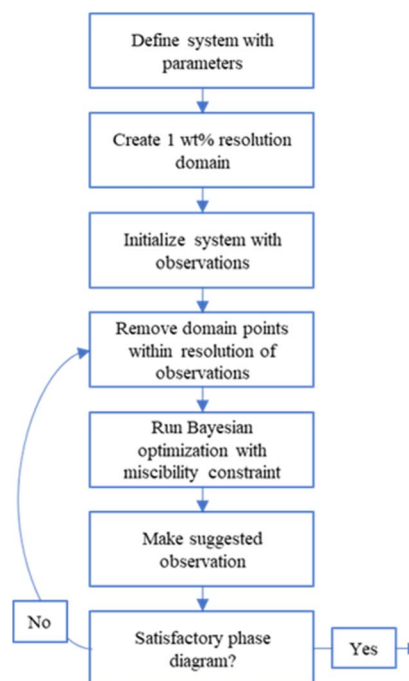 Define system with
parameters
Create 1 wt% resolution
domain
Initialize system with
observations
Remove domain points
within resolution of
observations
Run Bayesian
optimization with
miscibility constraint
Make suggested
observation
No
Satisfactory phase
diagram?
Yes